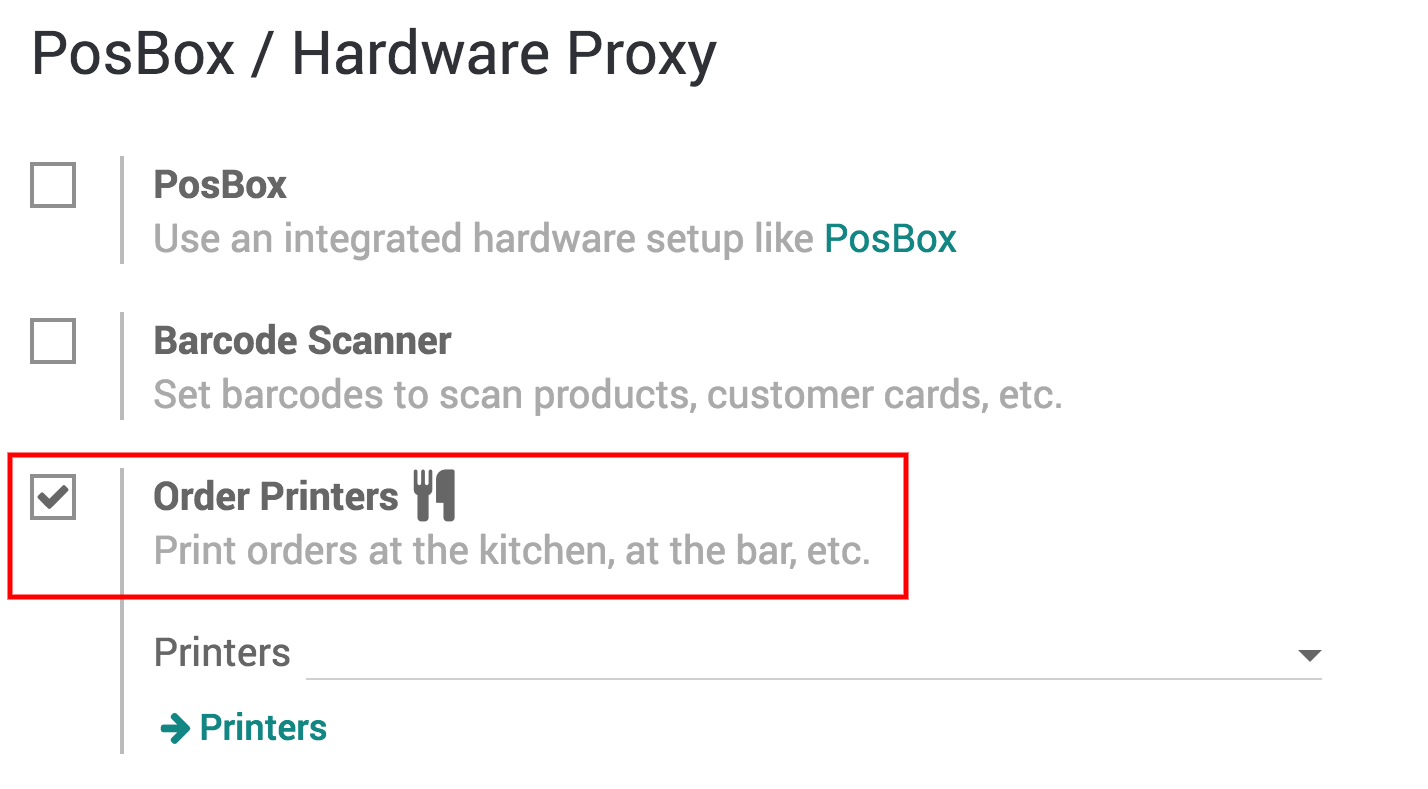 PosBox / Hardware Proxy
PosBox
Use an integrated hardware setup like PosBox
Barcode Scanner
Set barcodes to scan products, customer cards, etc.
Order Printers
Print orders at the kitchen, at the bar, etc.
Printers
Printers